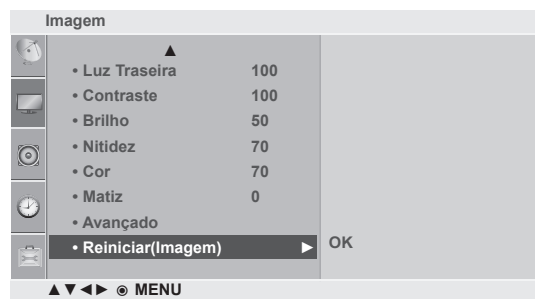 Imagem
▲
• Luz Traseira 100
• Contraste 100
• Brilho 50
• Nitidez 70
• Cor 70
• Matiz 0
• Avançado
• Reiniciar(Imagem) ► OK
▲▼◄► ◉ MENU